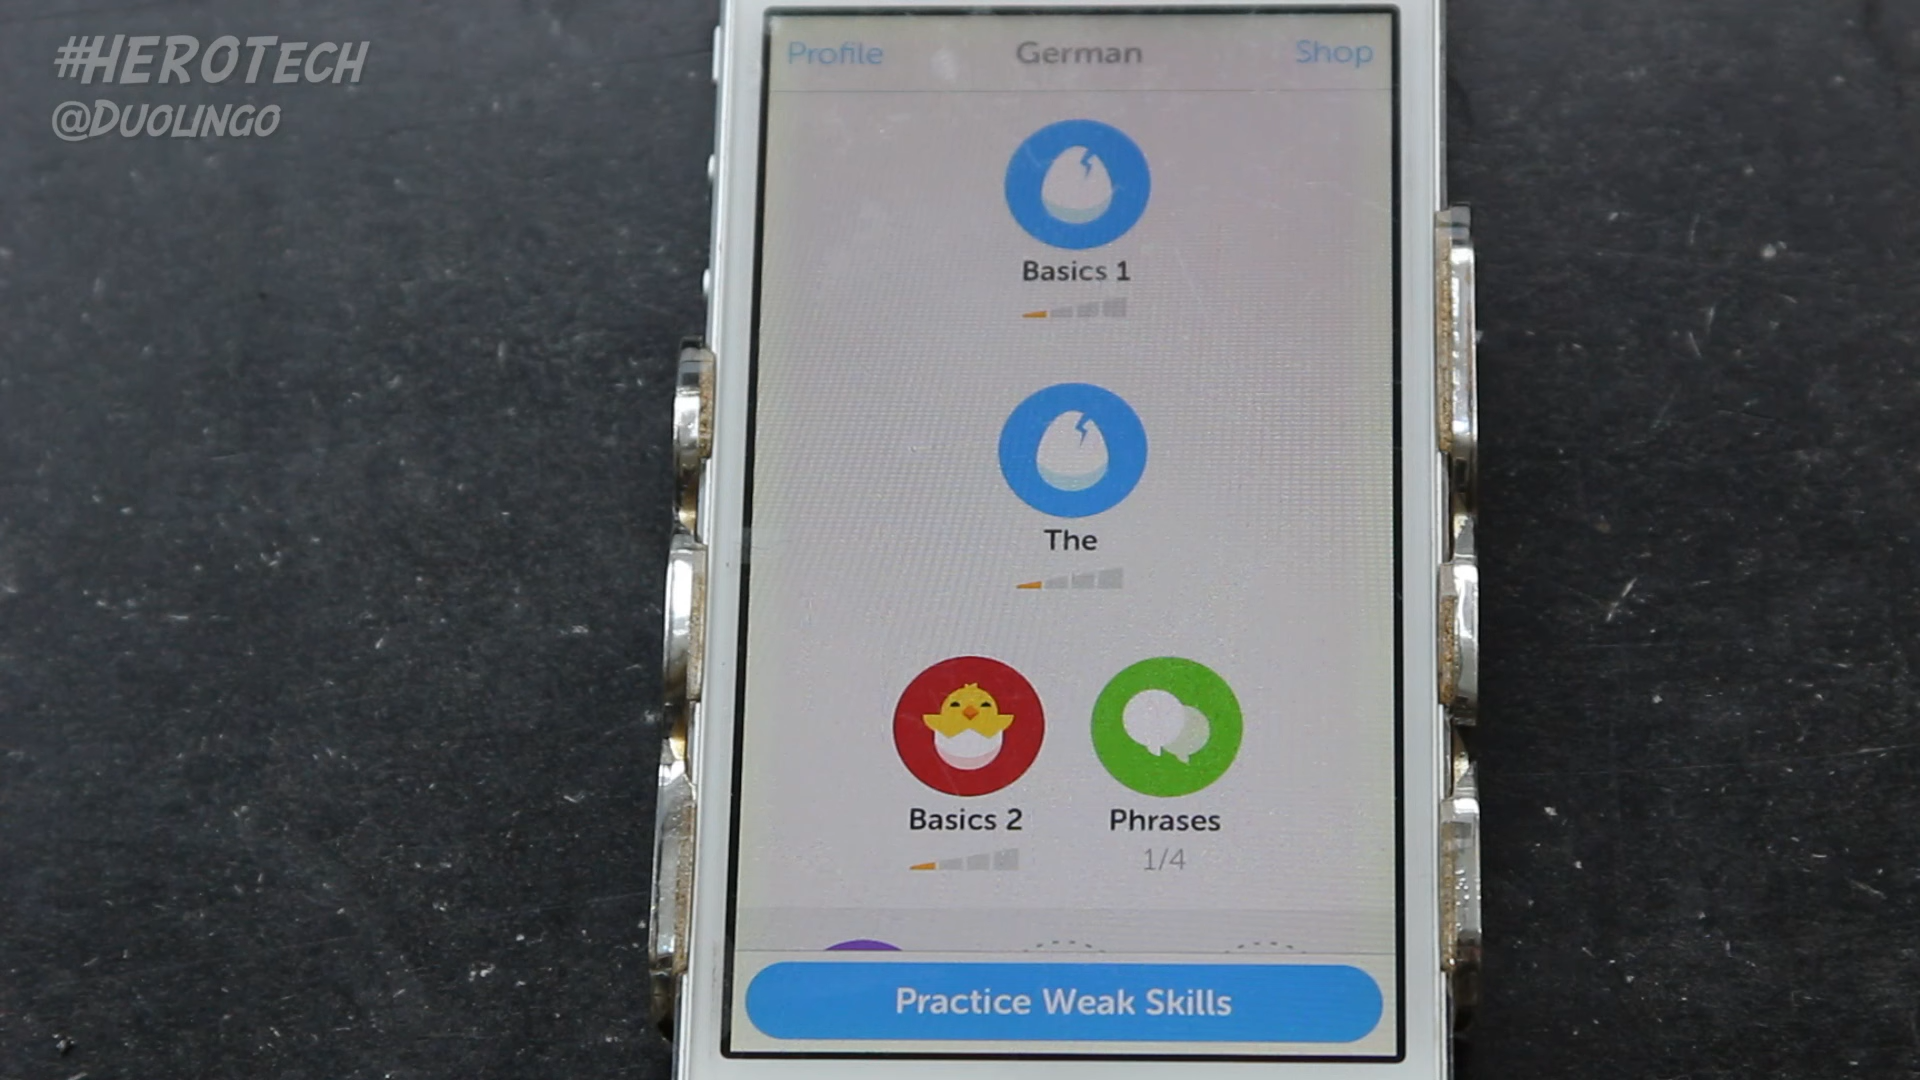 #HEROTECH
@DUOLINGO
Profile German Shop
Basics 1
The
Basics 2 Phrases
1/4
Practice Weak Skills